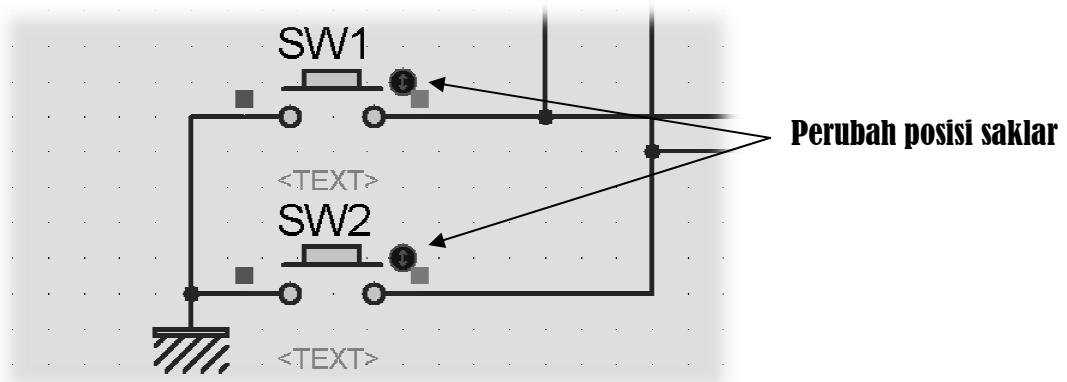 SW1
Perubah posisi saklar
<TEXT>
SW2
<TEXT>